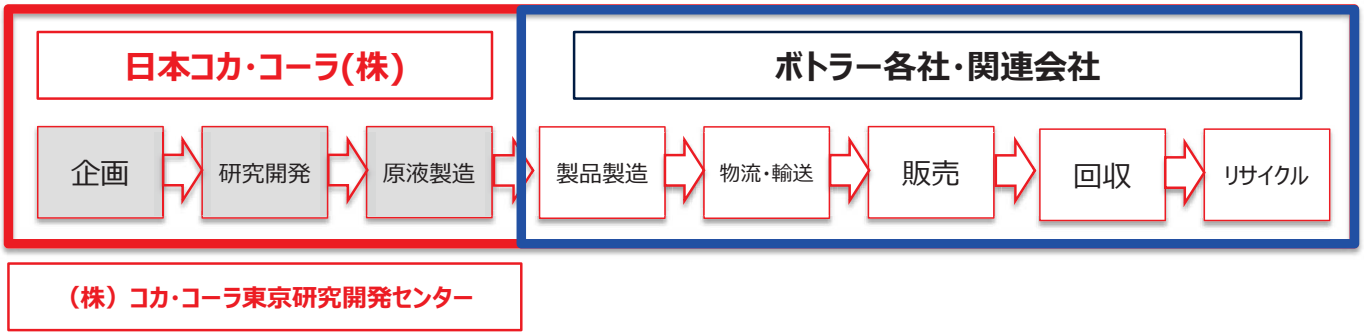 日本コカ・コーラ(株)
ボトラー各社・関連会社
企画
研究開発
原液製造
製品製造
物流・輸送
販売
回収
リサイクル
（株）コカ・コーラ東京研究開発センター